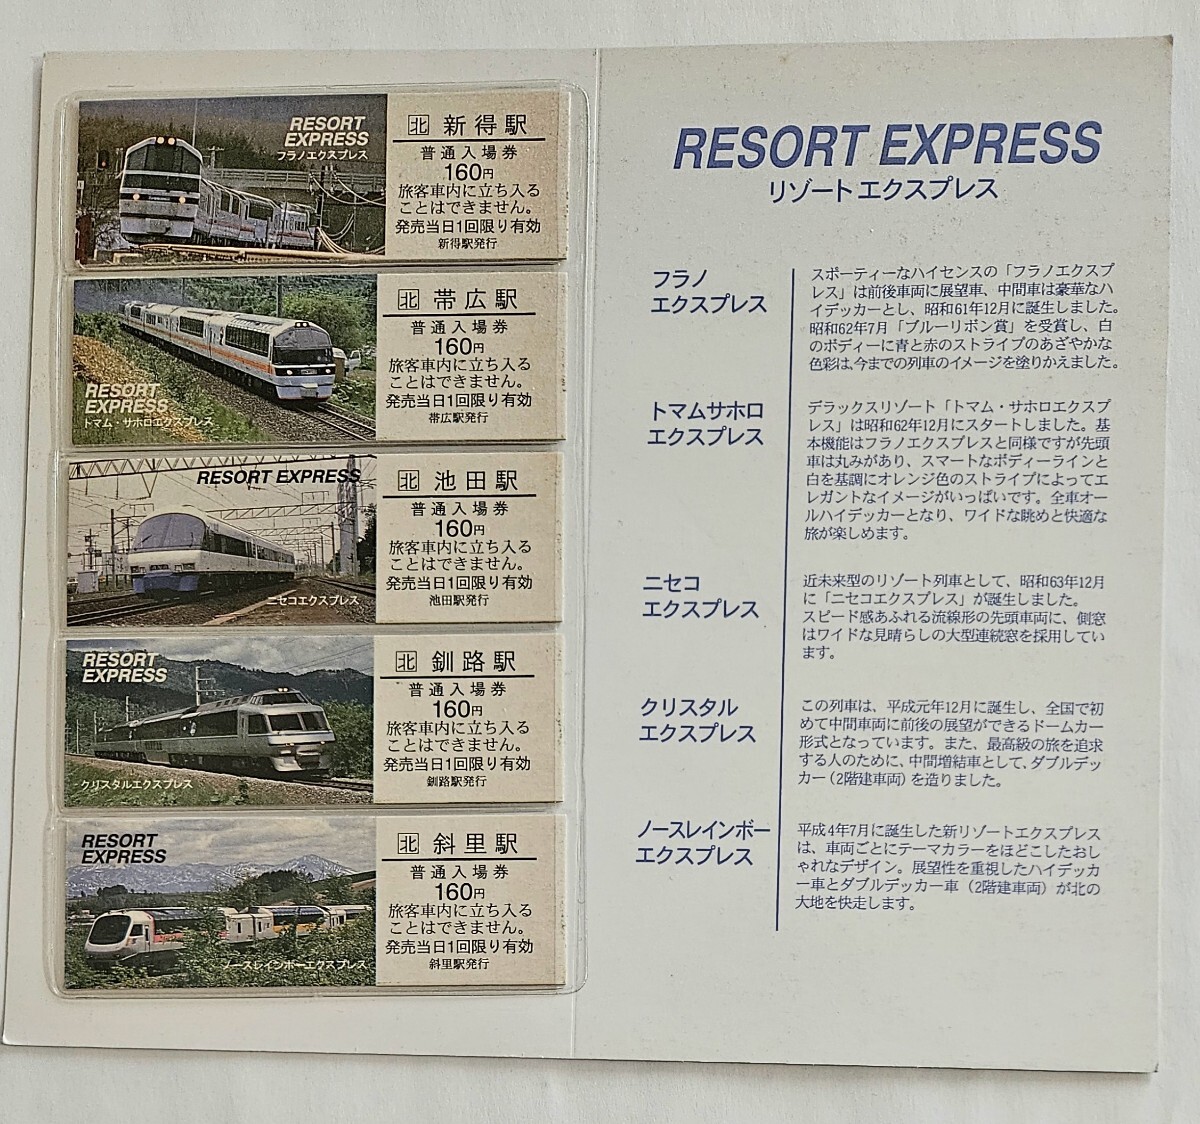 RESORT
EXPRESS
フラノエクスプレス
北 新得駅
普通入場券
160円
旅客車内に立ち入る
ことはできません。
発売当日1回限り有効
新得駅発行
RESORT
EXPRESS
トマム・サホロエクスプレス
北 帯広駅
普通入場券
160円
旅客車内に立ち入る
ことはできません。
発売当日1回限り有効
帯広駅発行
RESORT EXPRESS
ニセコエクスプレス
北 池田駅
普通入場券
160円
旅客車内に立ち入る
ことはできません。
発売当日1回限り有効
池田駅発行
RESORT
EXPRESS
クリスタルエクスプレス
北 釧路駅
普通入場券
160円
旅客車内に立ち入る
ことはできません。
発売当日1回限り有効
釧路駅発行
RESORT
EXPRESS
ノースレインボーエクスプレス
北 斜里駅
普通入場券
160円
旅客車内に立ち入る
ことはできません。
発売当日1回限り有効
斜里駅発行
RESORT EXPRESS
リゾートエクスプレス
フラノ
エクスプレス
スポーティーなハイセンスの「フラノエクスプ
レス」は前後車両に展望車、中間車は豪華なハ
イデッカーとし、昭和61年12月に誕生しました。
昭和62年7月「ブルーリボン賞」を受賞し、白
のボディーに青と赤のストライプのあざやかな
色彩は、今までの列車のイメージを塗りかえました。
トマムサホロ
エクスプレス
デラックスリゾート「トマム・サホロエクスプ
レス」は昭和62年12月にスタートしました。基
本機能はフラノエクスプレスと同様ですが先頭
車は丸みがあり、スマートなボディーラインと
白を基調にオレンジ色のストライプによってエ
レガントなイメージがいっぱいです。全車オー
ルハイデッカーとなり、ワイドな眺めと快適な
旅が楽しめます。
ニセコ
エクスプレス
近未来型のリゾート列車として、昭和63年12月
に「ニセコエクスプレス」が誕生しました。
スピード感あふれる流線形の先頭車両に、側窓
はワイドな見晴らしの大型連続窓を採用してい
ます。
クリスタル
エクスプレス
この列車は、平成元年12月に誕生し、全国で初
めて中間車両に前後の展望ができるドームカー
形式となっています。また、最高級の旅を追求
する人のために、中間増結車として、ダブルデッ
カー(2階建車両)を造りました。
ノースレインボー
エクスプレス
平成4年7月に誕生した新リゾートエクスプレス
は、車両ごとにテーマカラーをほどこしたおし
ゃれなデザイン。展望性を重視したハイデッカ
ー車とダブルデッカー車(2階建車両)が北の
大地を快走します。